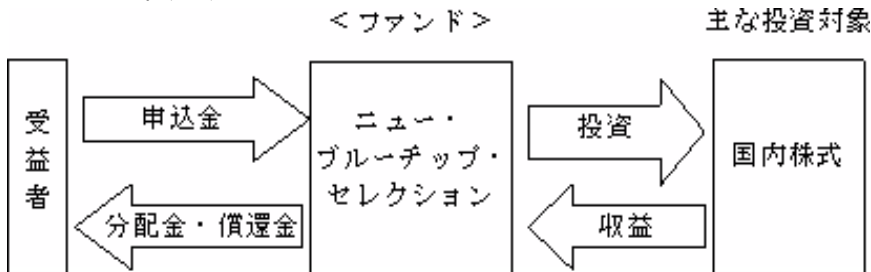 <ファンド>
主な投資対象
受益者
申込金
分配金・償還金
ニュー・
ブルーチップ・
セレクション
投資
収益
国内株式